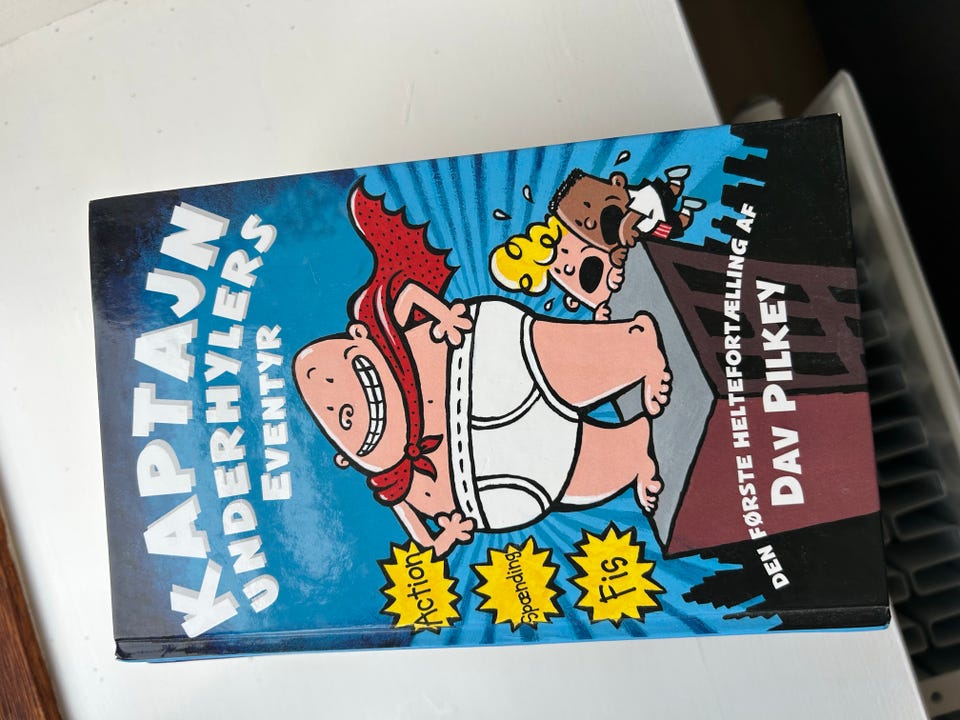 KAPTAJN
UNDERHYLERS
EVENTYR
Action
Spænding
Fis
DEN FØRSTE HELTEFORTÆLLING AF
DAV PILKEY